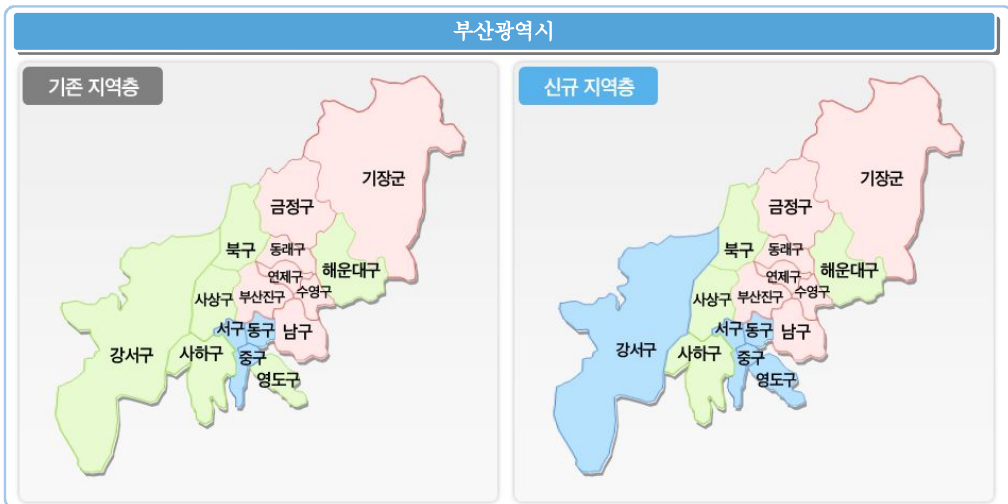 부산광역시
기존 지역층
기장군
금정구
북구
동래구
해운대구
연제구
수영구
사상구
부산진구
서구
동구
남구
강서구
사하구
중구
영도구
신규 지역층
기장군
금정구
북구
동래구
해운대구
연제구
수영구
사상구
부산진구
서구
동구
남구
강서구
사하구
중구
영도구